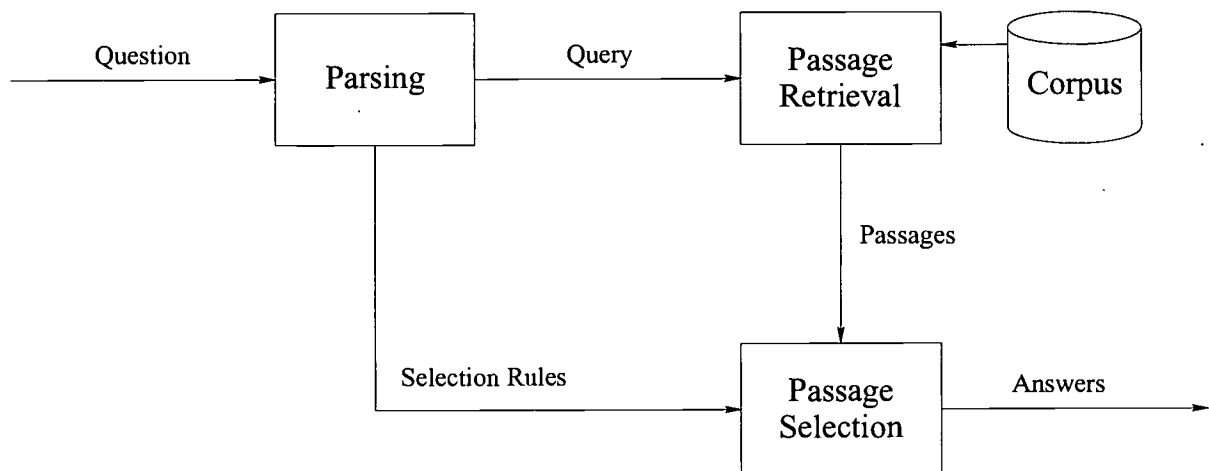 Question
Parsing
Query
Passage
Retrieval
Corpus
Passages
Selection Rules
Passage
Selection
Answers